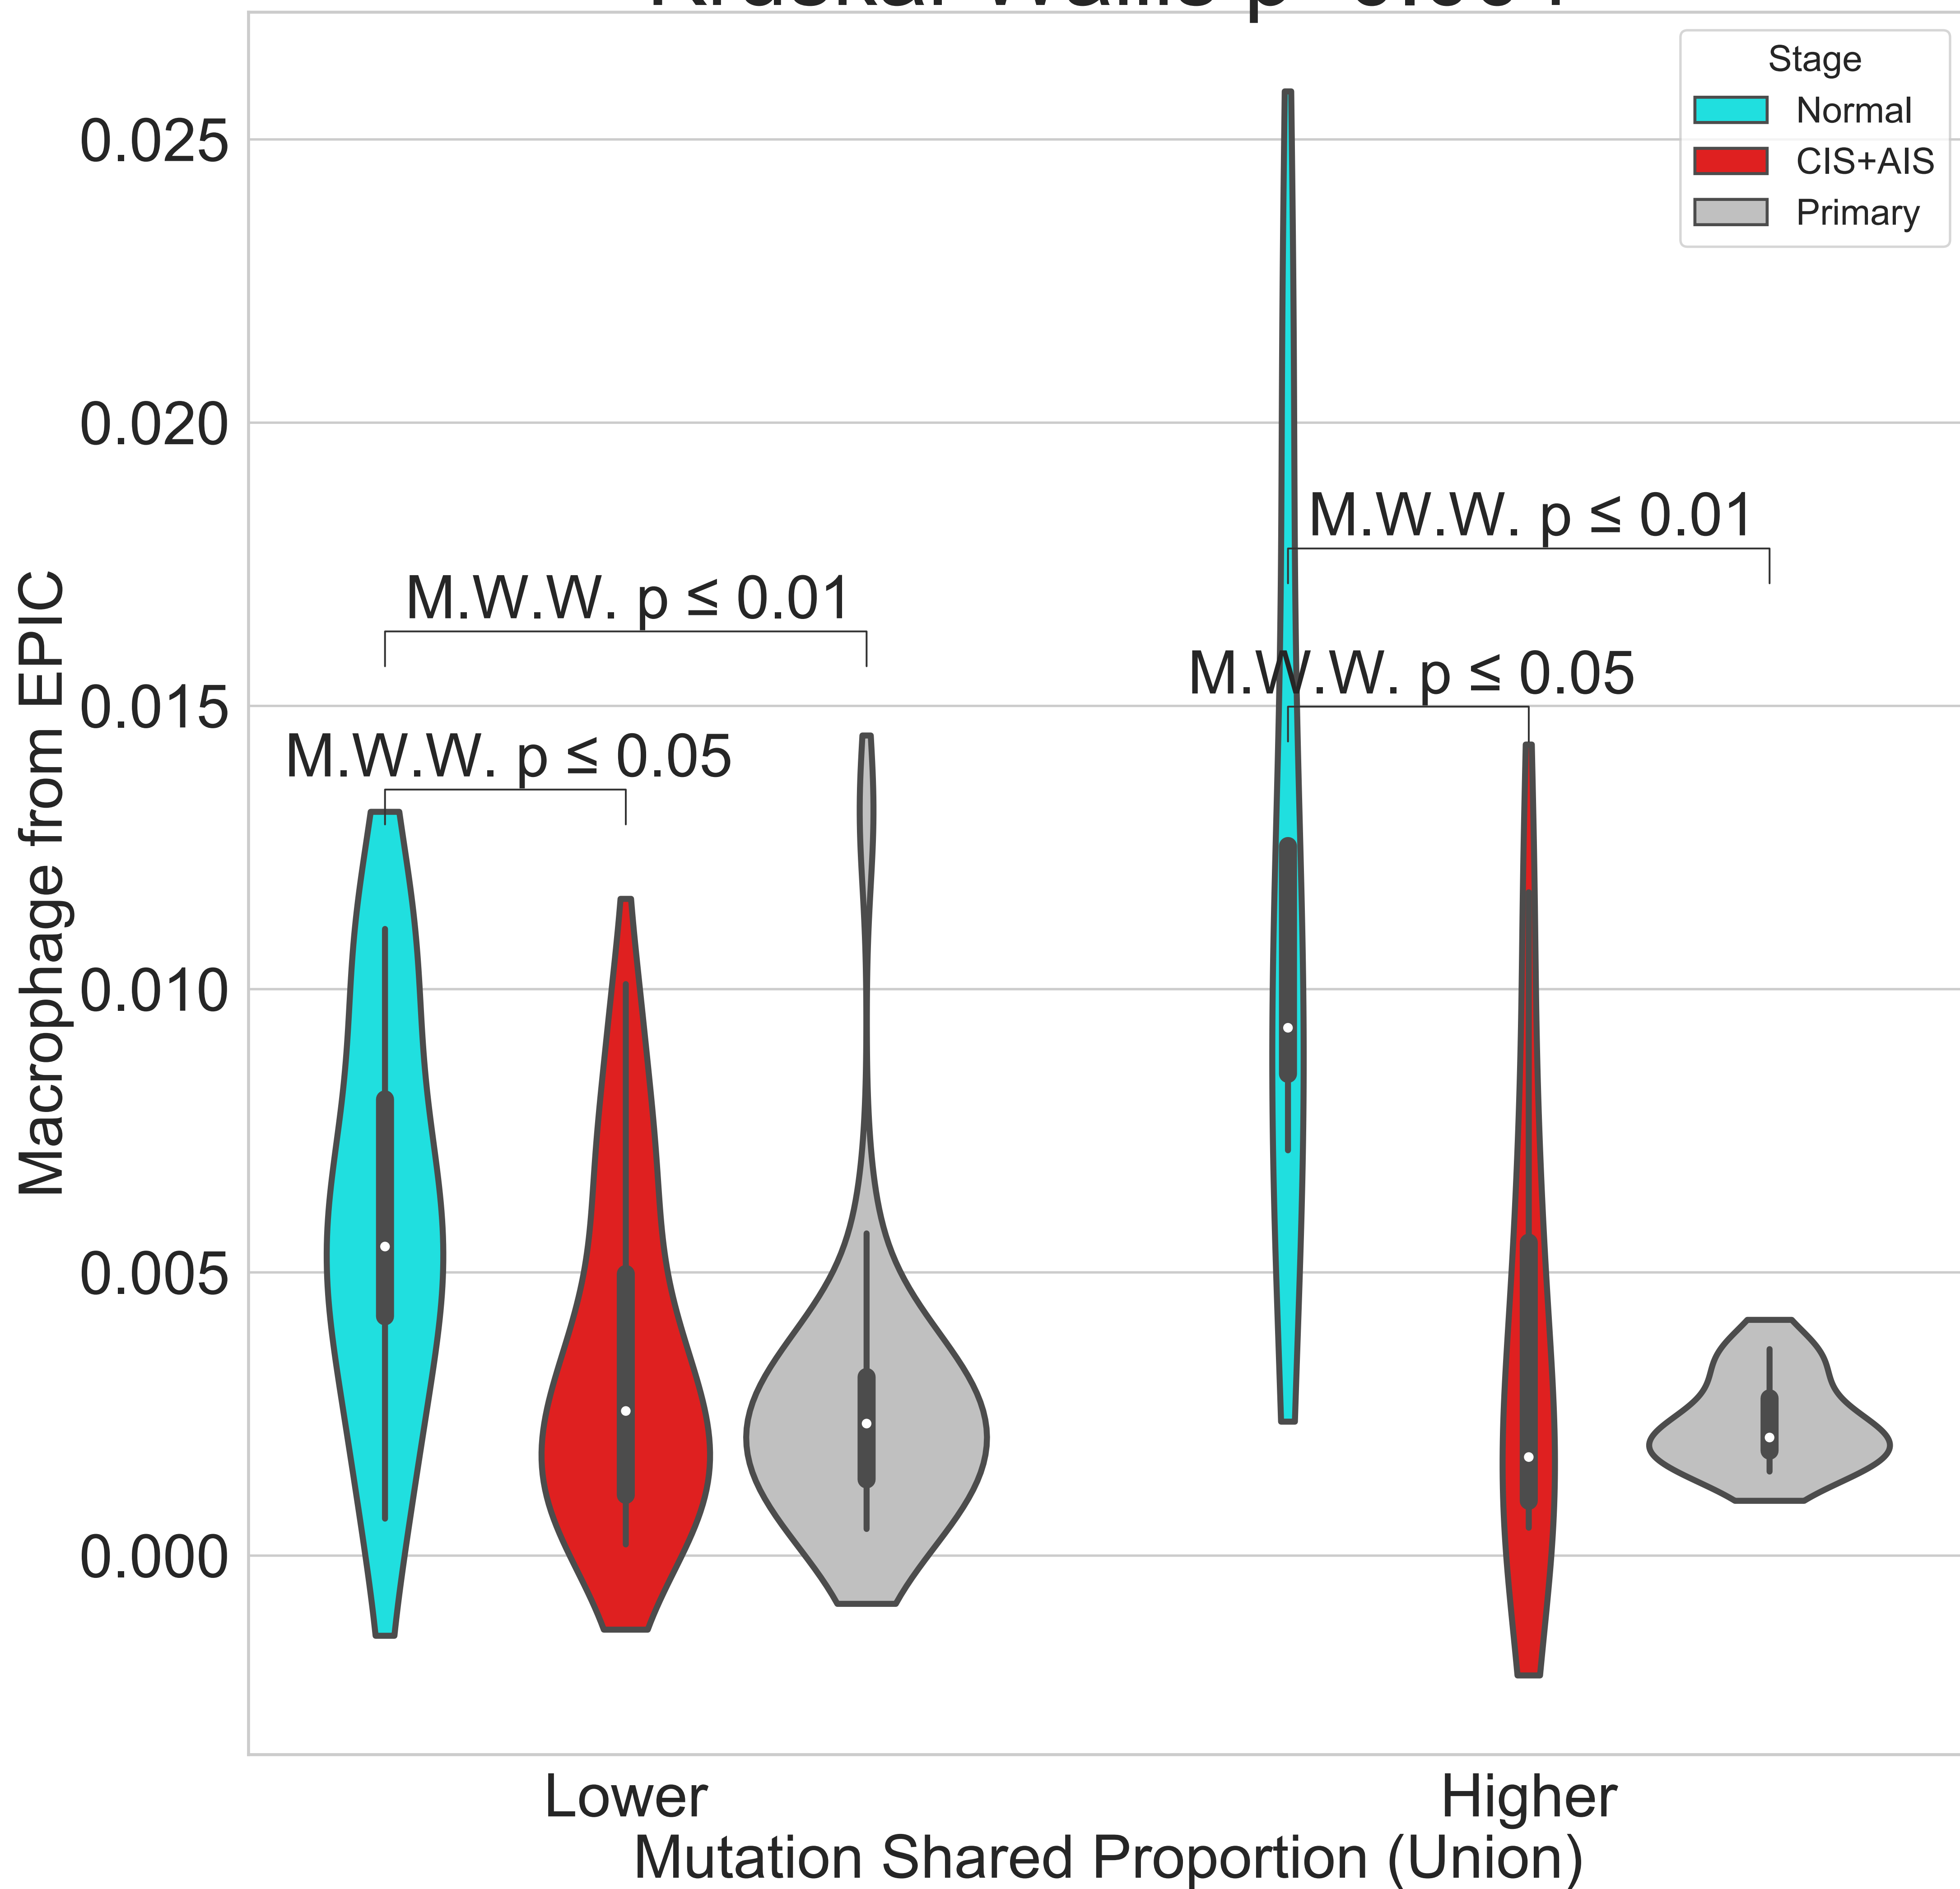 Stage
Normal
CIS+AIS
Primary
0.025
0.020
0.015
0.010
0.005
0.000
Macrophage from EPIC
M.W.W. p ≤ 0.01
M.W.W. p ≤ 0.01
M.W.W. p ≤ 0.05
M.W.W. p ≤ 0.05
Lower
Higher
Mutation Shared Proportion (Union)